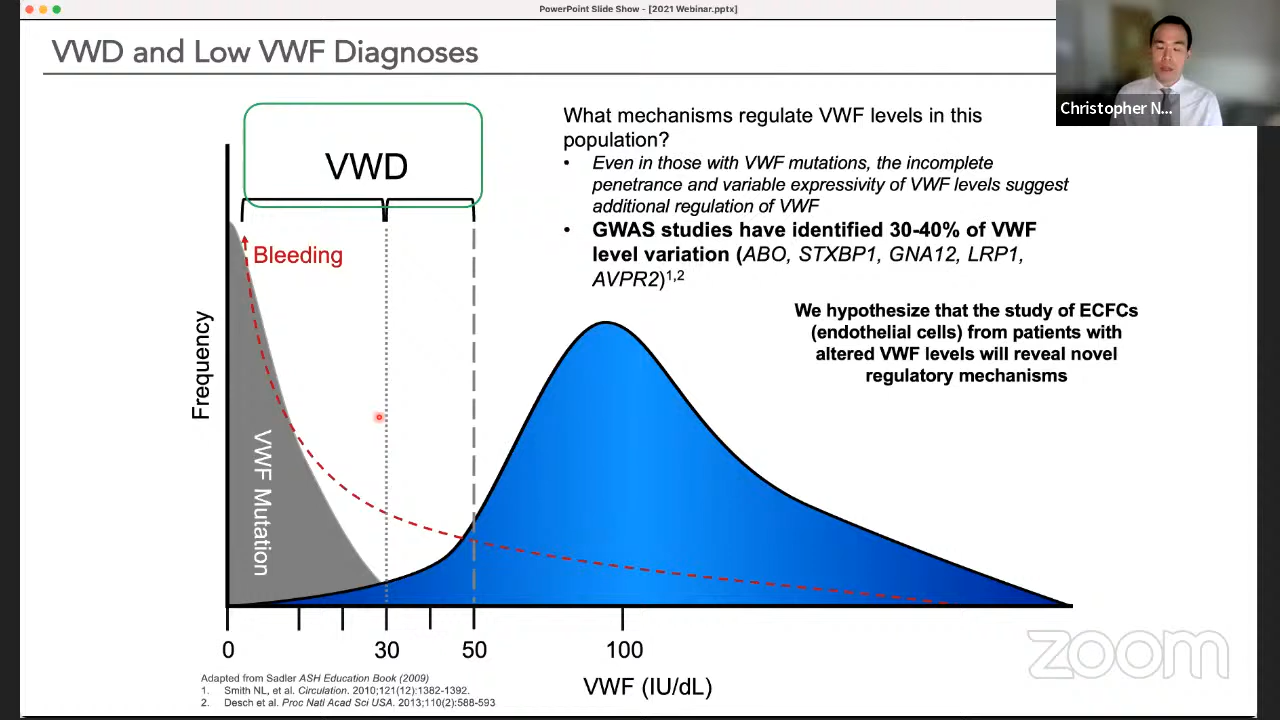 PowerPoint Slide Show - [2021 Webinar.pptx]
VWD and Low VWF Diagnoses
Christopher N...
VWD
What mechanisms regulate VWF levels in this
population?
• Even in those with VWF mutations, the incomplete
penetrance and variable expressivity of VWF levels suggest
additional regulation of VWF
• GWAS studies have identified 30-40% of VWF
level variation (ABO, STXBP1, GNA12, LRP1,
AVPR2)1,2
We hypothesize that the study of ECFCs
(endothelial cells) from patients with
altered VWF levels will reveal novel
regulatory mechanisms
Bleeding
Frequency
VWF Mutation
0 30 50 100
VWF (IU/dL)
Adapted from Sadler ASH Education Book (2009)
1. Smith NL, et al. Circulation. 2010;121(12):1382-1392.
2. Desch et al. Proc Natl Acad Sci USA. 2013;110(2):588-593
zoom